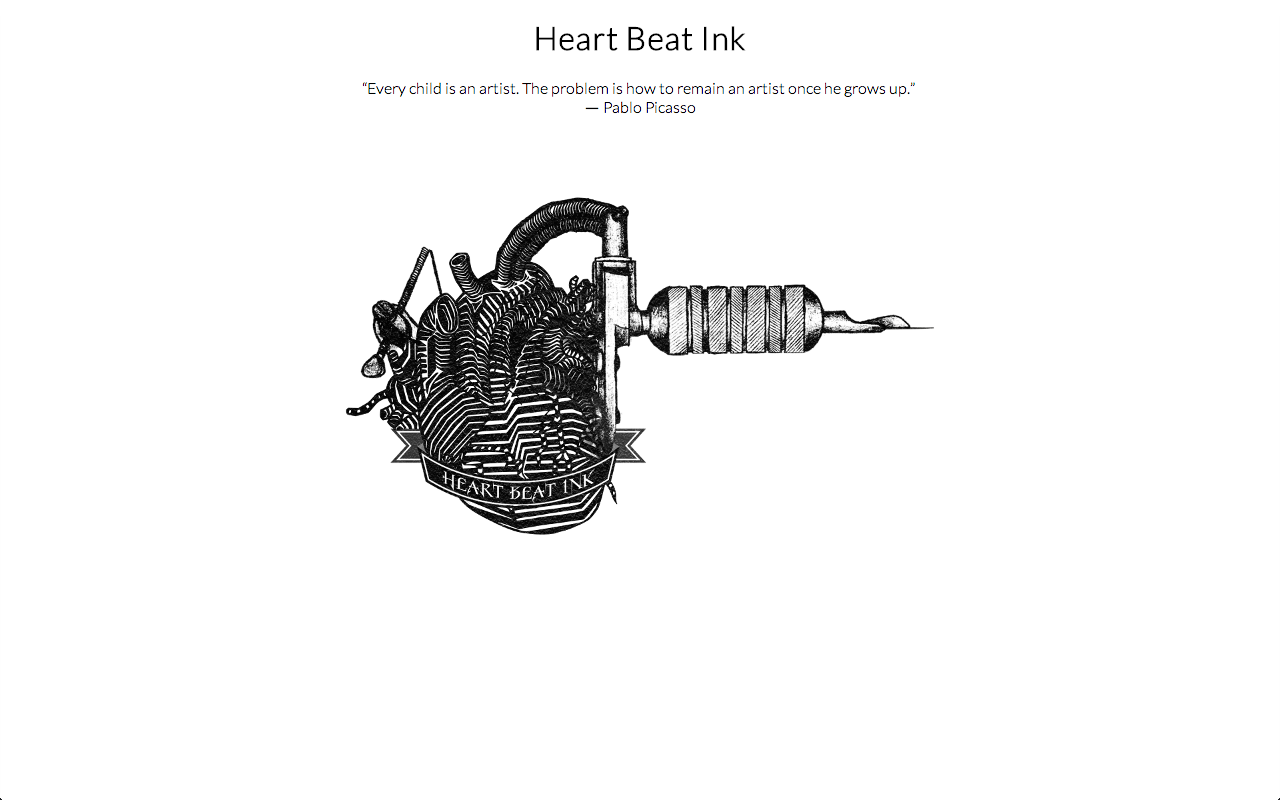 Heart Beat Ink
“Every child is an artist. The problem is how to remain an artist once he grows up.”
— Pablo Picasso
HEART BEAT INK